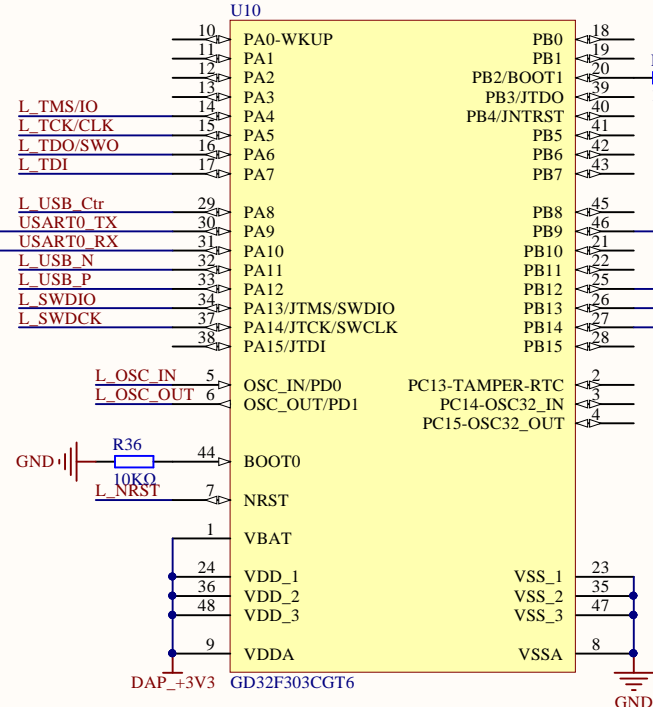 U10
10 PA0-WKUP PB0 18
11 PA1 PB1 19
12 PA2 PB2/BOOT1 20
13 PA3 PB3/JTDO 39
L_TMS/IO 14 PA4 PB4/JNTRST 40
L_TCK/CLK 15 PA5 PB5 41
L_TDO/SWO 16 PA6 PB6 42
L_TDI 17 PA7 PB7 43
L_USB_Ctr 29 PA8 PB8 45
USART0_TX 30 PA9 PB9 46
USART0_RX 31 PA10 PB10 21
L_USB_N 32 PA11 PB11 22
L_USB_P 33 PA12 PB12 25
L_SWDIO 34 PA13/JTMS/SWDIO PB13 26
L_SWDCK 37 PA14/JTCK/SWCLK PB14 27
38 PA15/JTDI PB15 28
L_OSC_IN 5 OSC_IN/PD0 PC13-TAMPER-RTC 2
L_OSC_OUT 6 OSC_OUT/PD1 PC14-OSC32_IN 3
PC15-OSC32_OUT 4
R36
GND 44 BOOT0
10KΩ
L_NRST 7 NRST
1 VBAT
24 VDD_1 VSS_1 23
36 VDD_2 VSS_2 35
48 VDD_3 VSS_3 47
9 VDDA VSSA 8
DAP_+3V3 GD32F303CGT6
GND